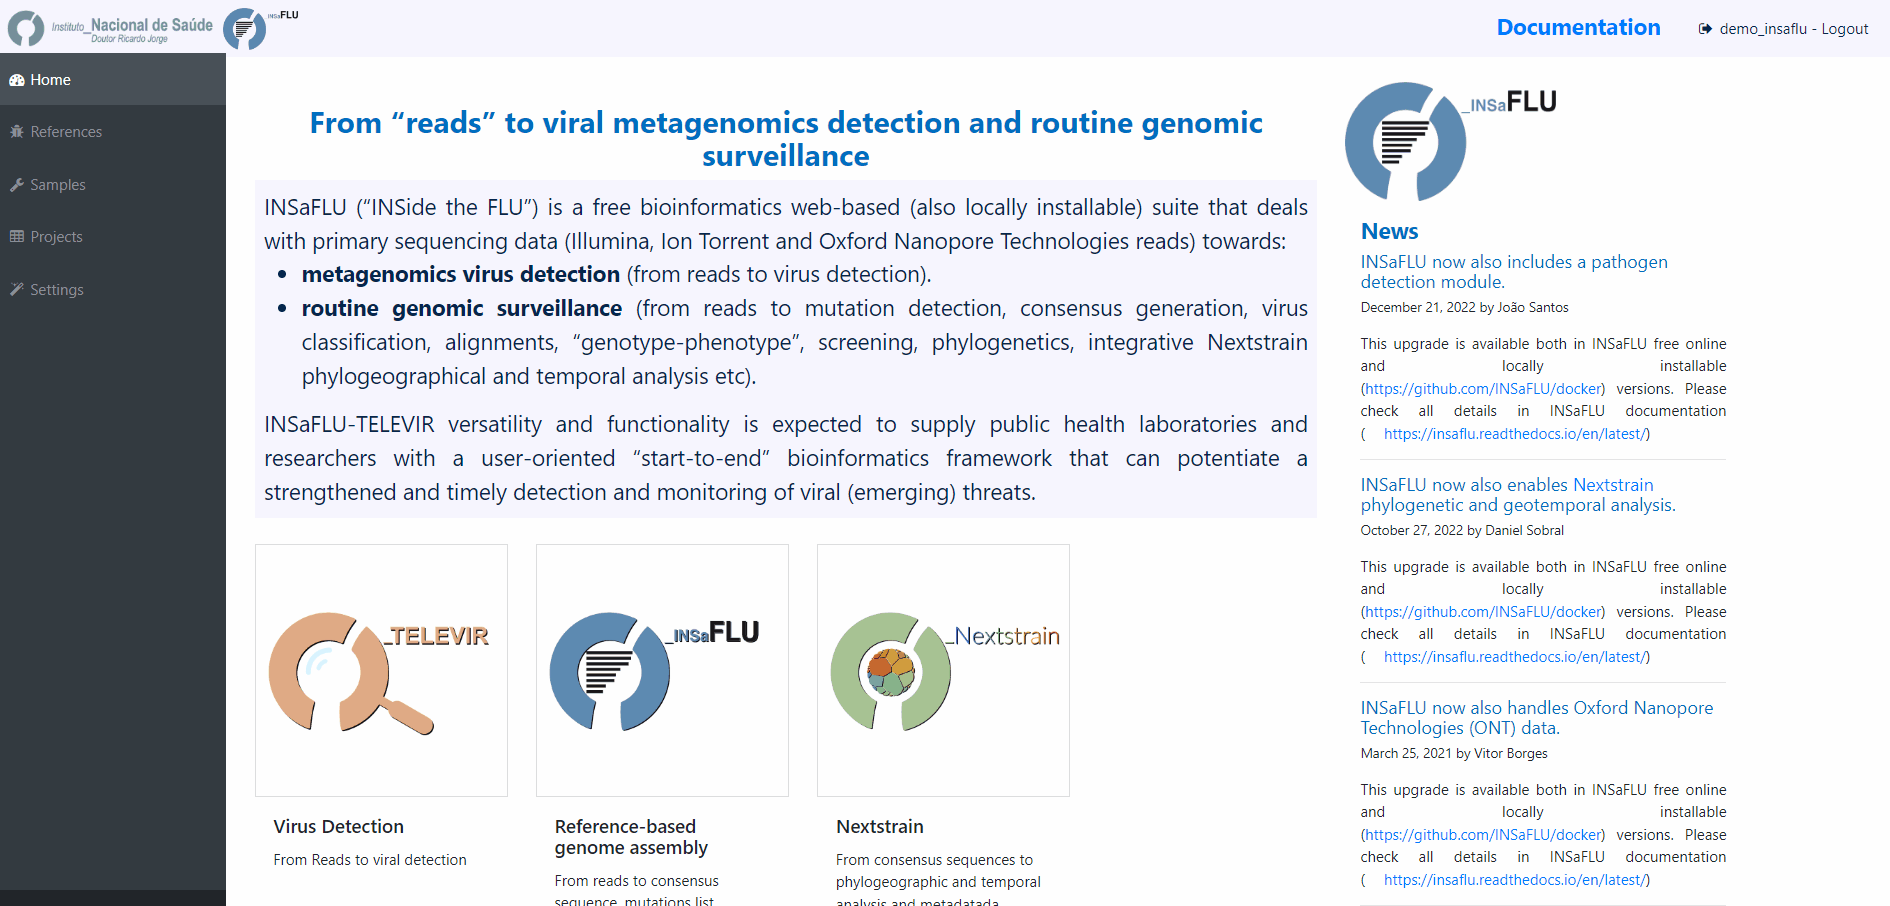 Instituto_Nacional de Saúde
Doutor Ricardo Jorge
_INSaFLU
Documentation
demo_insaflu - Logout
Home
References
Samples
Projects
Settings
From “reads” to viral metagenomics detection and routine genomic
surveillance
INSaFLU (“INSide the FLU”) is a free bioinformatics web-based (also locally installable) suite that deals
with primary sequencing data (Illumina, Ion Torrent and Oxford Nanopore Technologies reads) towards:
• metagenomics virus detection (from reads to virus detection).
• routine genomic surveillance (from reads to mutation detection, consensus generation, virus
classification, alignments, “genotype-phenotype”, screening, phylogenetics, integrative Nextstrain
phylogeographical and temporal analysis etc).
INSaFLU-TELEVIR versatility and functionality is expected to supply public health laboratories and
researchers with a user-oriented “start-to-end” bioinformatics framework that can potentiate a
strengthened and timely detection and monitoring of viral (emerging) threats.
_TELEVIR
_INSaFLU
_Nextstrain
Virus Detection
From Reads to viral detection
Reference-based
genome assembly
From reads to consensus
sequence, mutations list
Nextstrain
From consensus sequences to
phylogeographic and temporal
analysis and metadatada
_INSaFLU
News
INSaFLU now also includes a pathogen
detection module.
December 21, 2022 by João Santos
This upgrade is available both in INSaFLU free online
and locally installable
(https://github.com/INSaFLU/docker) versions. Please
check all details in INSaFLU documentation
( https://insaflu.readthedocs.io/en/latest/)
INSaFLU now also enables Nextstrain
phylogenetic and geotemporal analysis.
October 27, 2022 by Daniel Sobral
This upgrade is available both in INSaFLU free online
and locally installable
(https://github.com/INSaFLU/docker) versions. Please
check all details in INSaFLU documentation
( https://insaflu.readthedocs.io/en/latest/)
INSaFLU now also handles Oxford Nanopore
Technologies (ONT) data.
March 25, 2021 by Vitor Borges
This upgrade is available both in INSaFLU free online
and locally installable
(https://github.com/INSaFLU/docker) versions. Please
check all details in INSaFLU documentation
( https://insaflu.readthedocs.io/en/latest/)